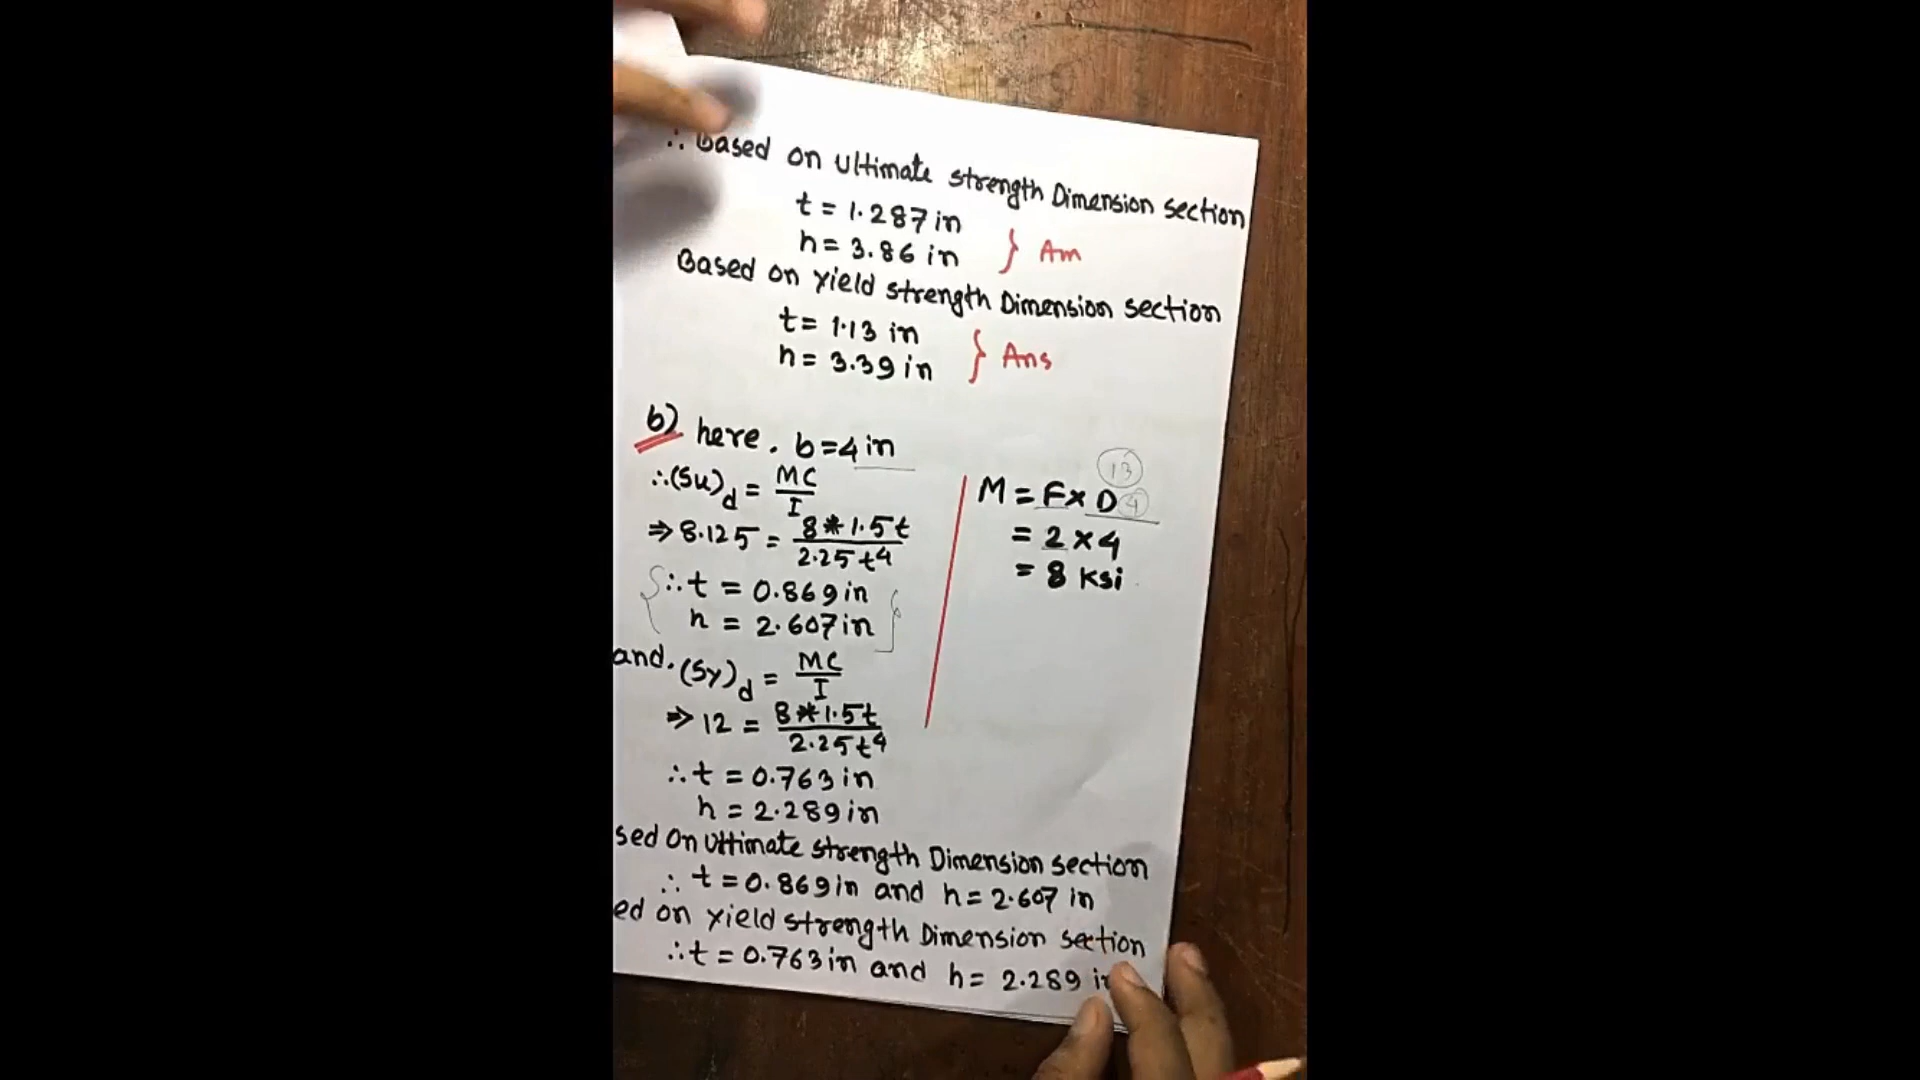 ∴ Based on Ultimate strength Dimension section
t = 1.287 in
h = 3.86 in } Am
Based on Yield strength Dimension section
t = 1.13 in
h = 3.39 in } Ans
b) here. b=4 in
∴(Su)d = MC/I
⇒ 8.125 = 8*1.5t/2.25t4
∴ t = 0.869 in
h = 2.607 in
and. (Sy)d = MC/I
⇒ 12 = 8*1.5t/2.25t4
∴ t = 0.763 in
h = 2.289 in
13
M = F x D 4
= 2 x 4
= 8 ksi
sed On Ultimate strength Dimension section
∴ t = 0.869 in and h = 2.607 in
ed on Yield strength Dimension section
∴ t = 0.763 in and h = 2.289 in